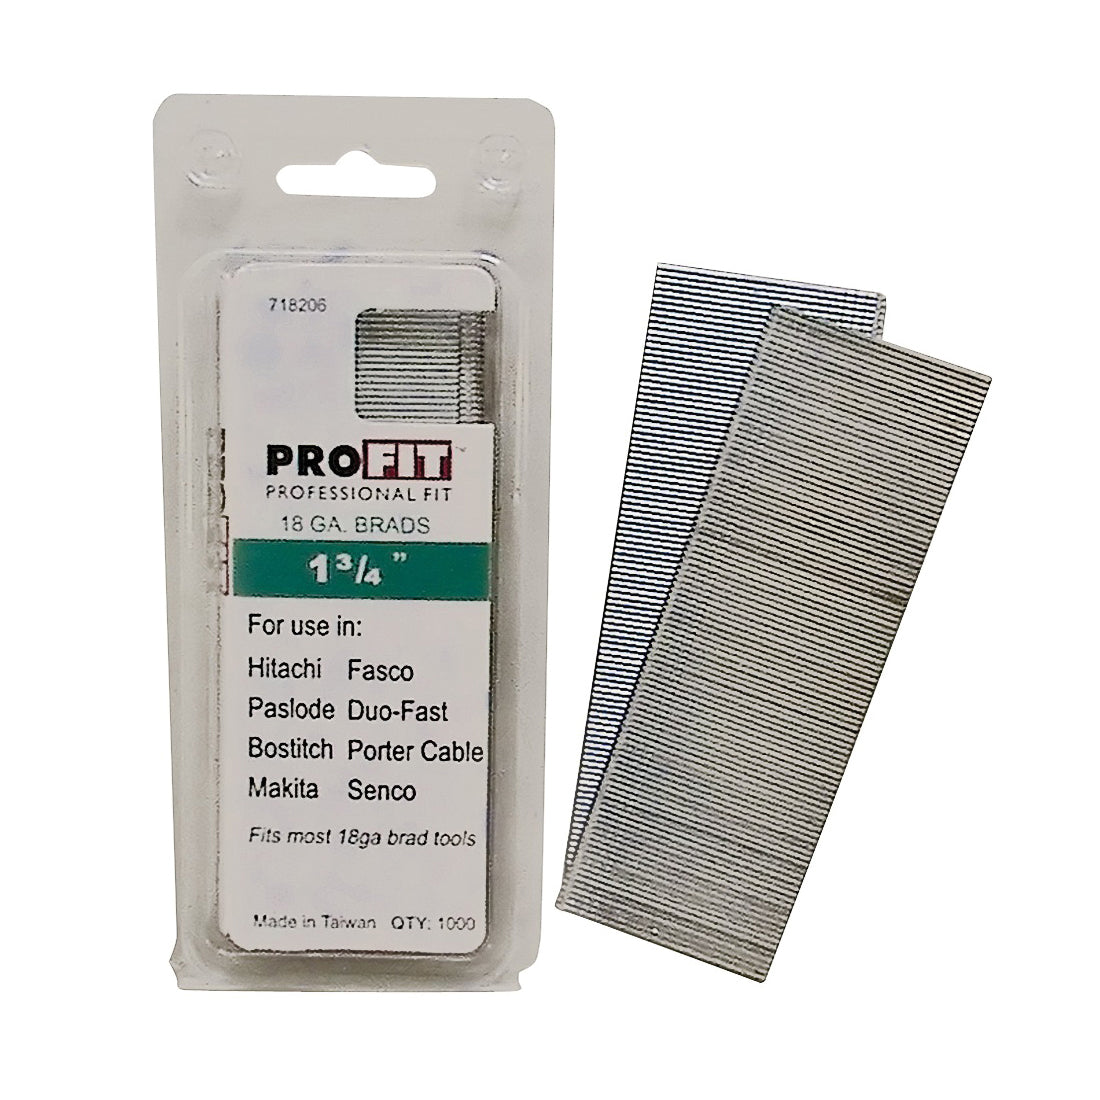 718206
PROFIT™
PROFESSIONAL FIT
18 GA. BRADS
1 3/4 "
For use in:
Hitachi Fasco
Paslode Duo-Fast
Bostitch Porter Cable
Makita Senco
Fits most 18ga brad tools
Made in Taiwan QTY: 1000